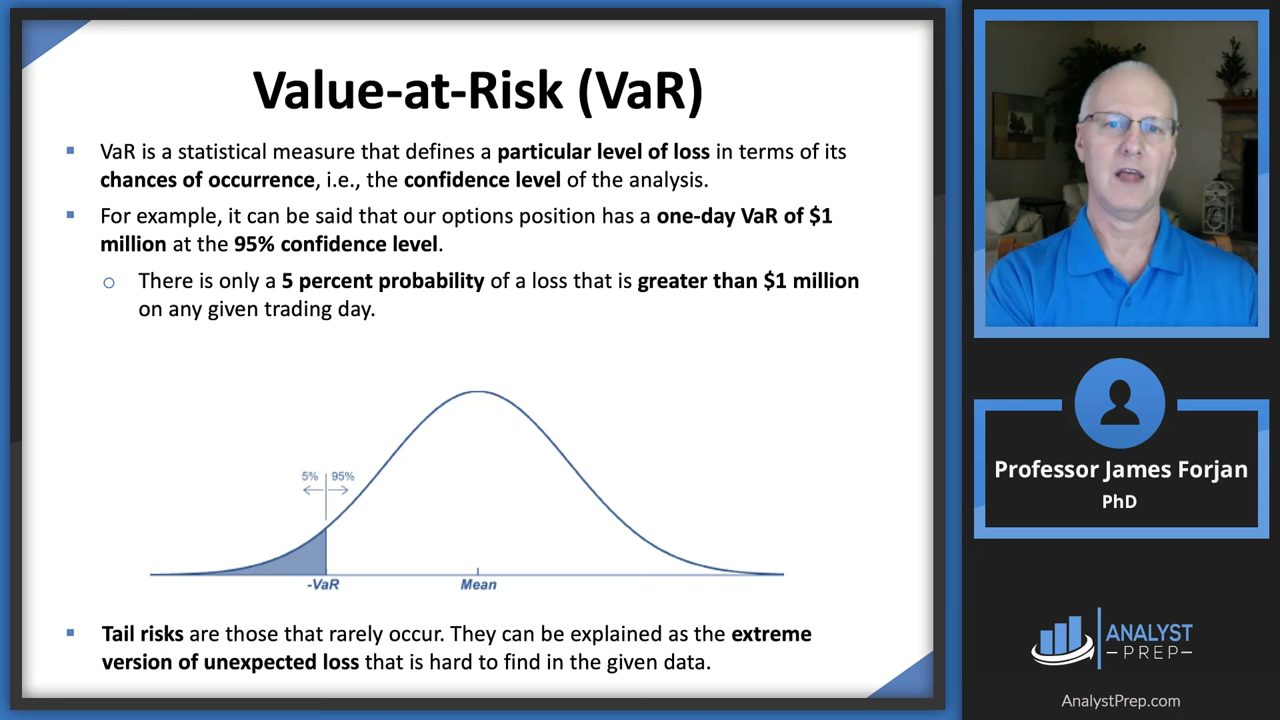 Value-at-Risk (VaR)
▪ VaR is a statistical measure that defines a particular level of loss in terms of its
chances of occurrence, i.e., the confidence level of the analysis.
▪ For example, it can be said that our options position has a one-day VaR of $1
million at the 95% confidence level.
○ There is only a 5 percent probability of a loss that is greater than $1 million
on any given trading day.
5% 95%
-VaR Mean
▪ Tail risks are those that rarely occur. They can be explained as the extreme
version of unexpected loss that is hard to find in the given data.
Professor James Forjan
PhD
ANALYST
PREP
AnalystPrep.com